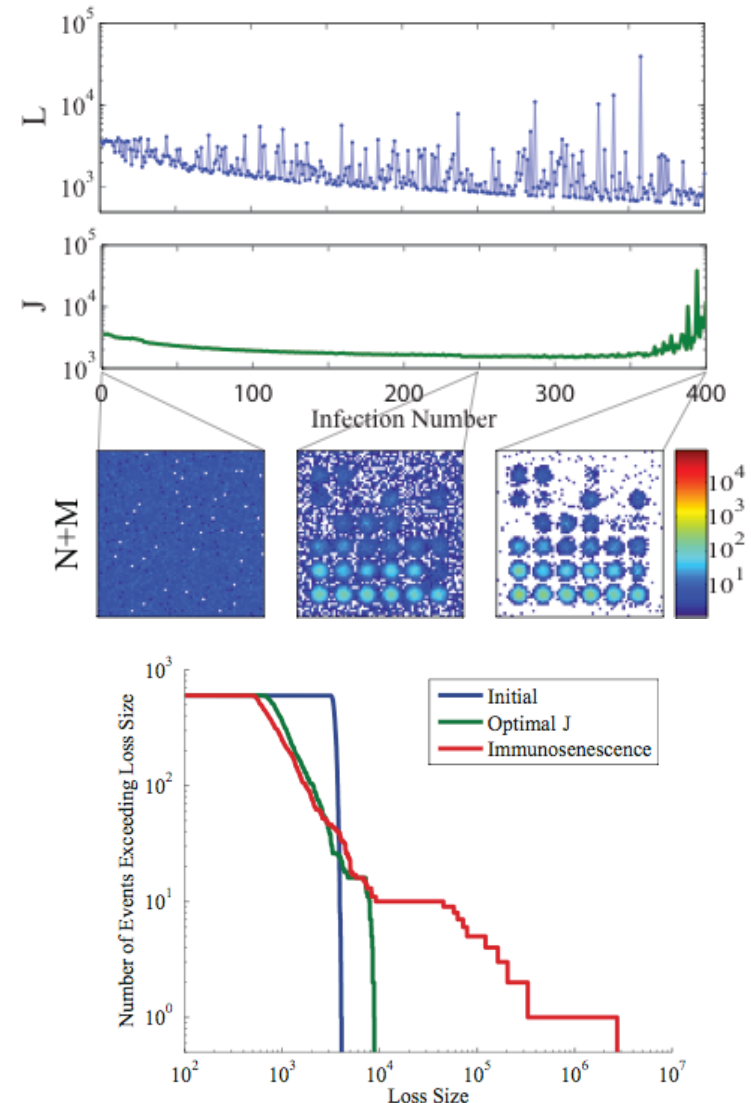 10^5
10^4
10^3
L
10^5
10^4
10^3
J
0 100 200 300 400
Infection Number
N+M
10^4
10^3
10^2
10^1
10^3
10^2
10^1
10^0
Number of Events Exceeding Loss Size
Initial
Optimal J
Immunosenescence
10^2 10^3 10^4 10^5 10^6 10^7
Loss Size